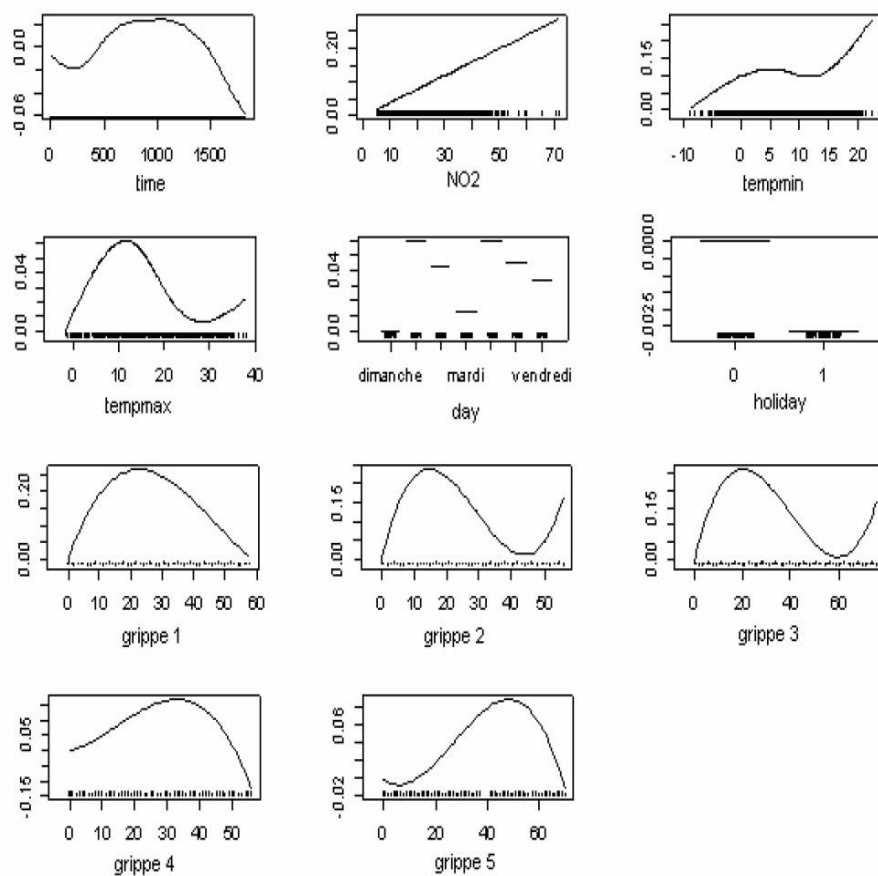 0.00
-0.06
0 500 1000 1500
time
0.20
0.00
10 30 50 70
NO2
0.15
0.00
-10 0 5 10 15 20
tempmin
0.04
0.00
0 10 20 30 40
tempmax
0.04
0.00
dimanche mardi vendredi
day
0.0000
-0.0025
0 1
holiday
0.20
0.00
0 10 20 30 40 50 60
grippe 1
0.15
0.00
0 10 20 30 40 50
grippe 2
0.15
0.00
0 20 40 60
grippe 3
0.05
-0.15
0 10 20 30 40 50
grippe 4
0.06
-0.02
0 20 40 60
grippe 5